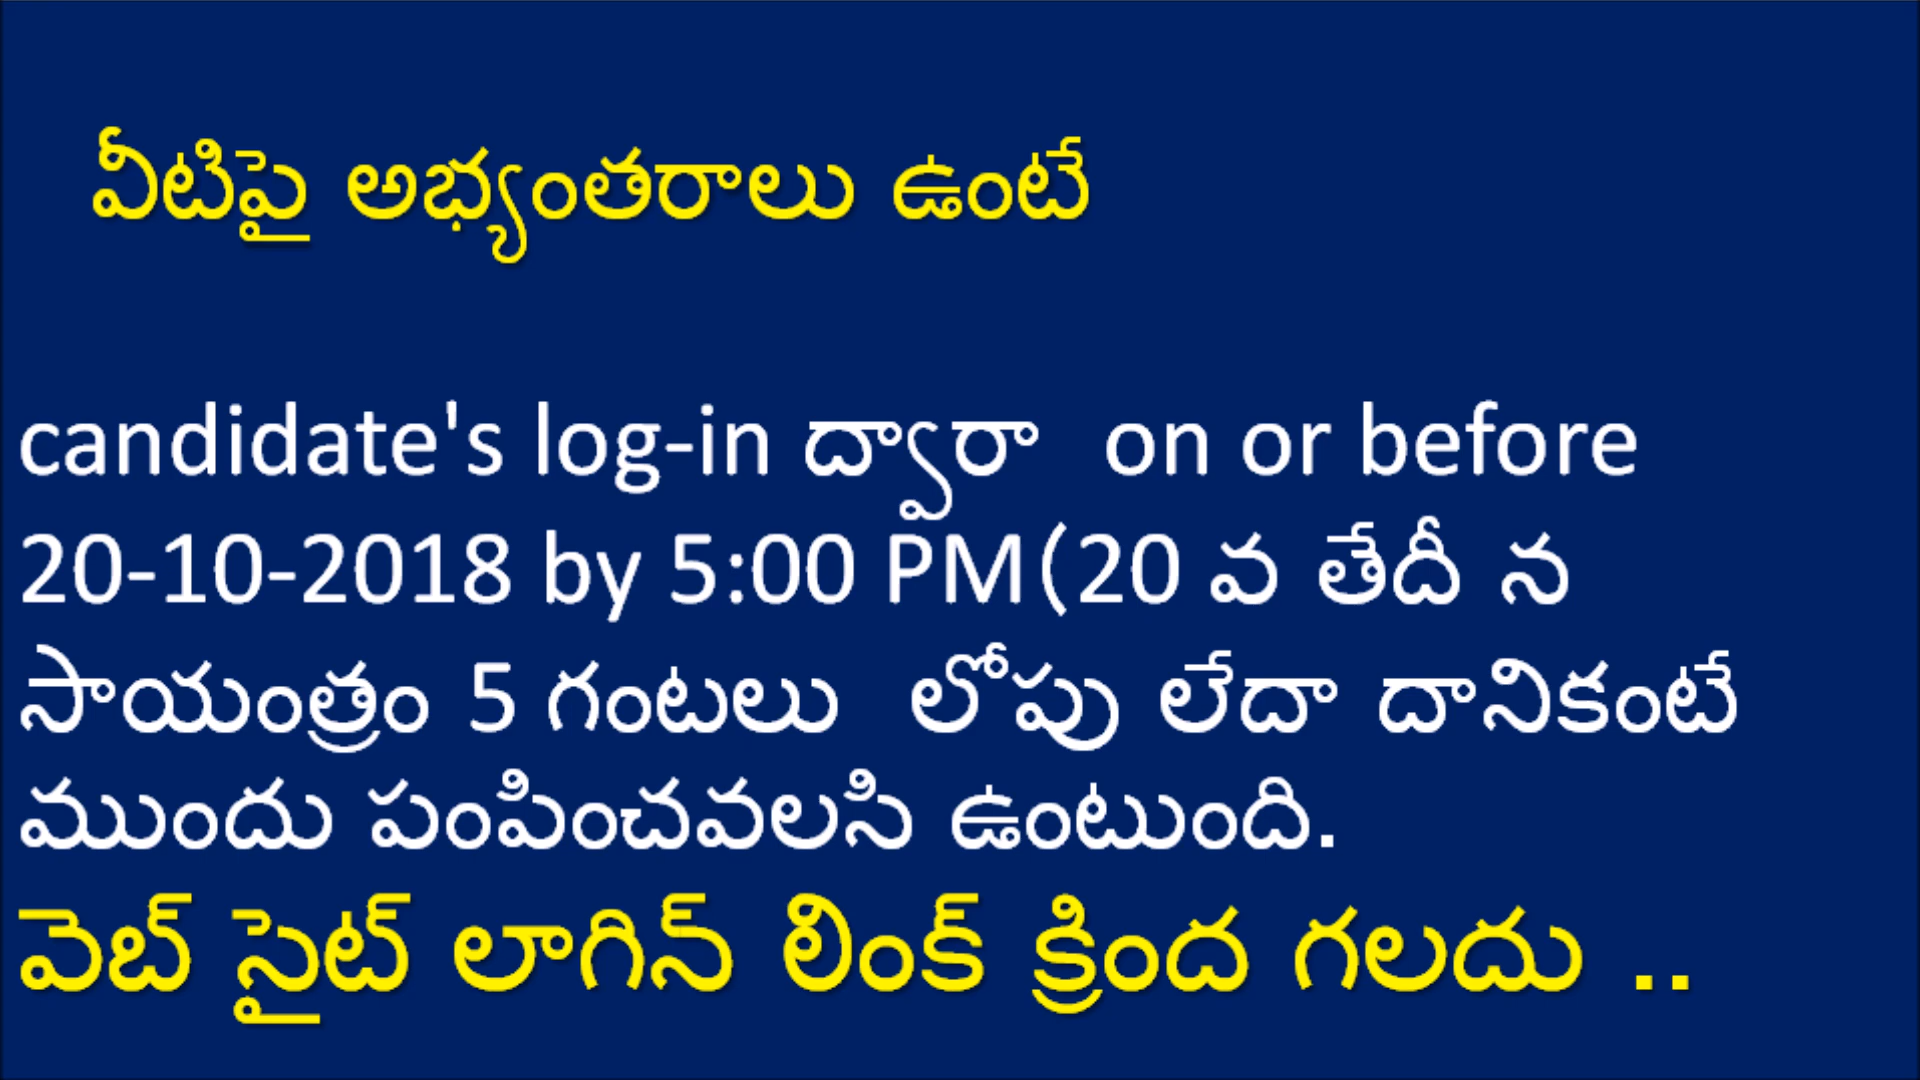 వీటిపై అభ్యంతరాలు ఉంటే
candidate's log-in ద్వారా on or before
20-10-2018 by 5:00 PM(20 వ తేదీ న
సాయంత్రం 5 గంటలు లోపు లేదా దానికంటే
ముందు పంపించవలసి ఉంటుంది.
వెబ్ సైట్ లాగిన్ లింక్ క్రింద గలదు ..